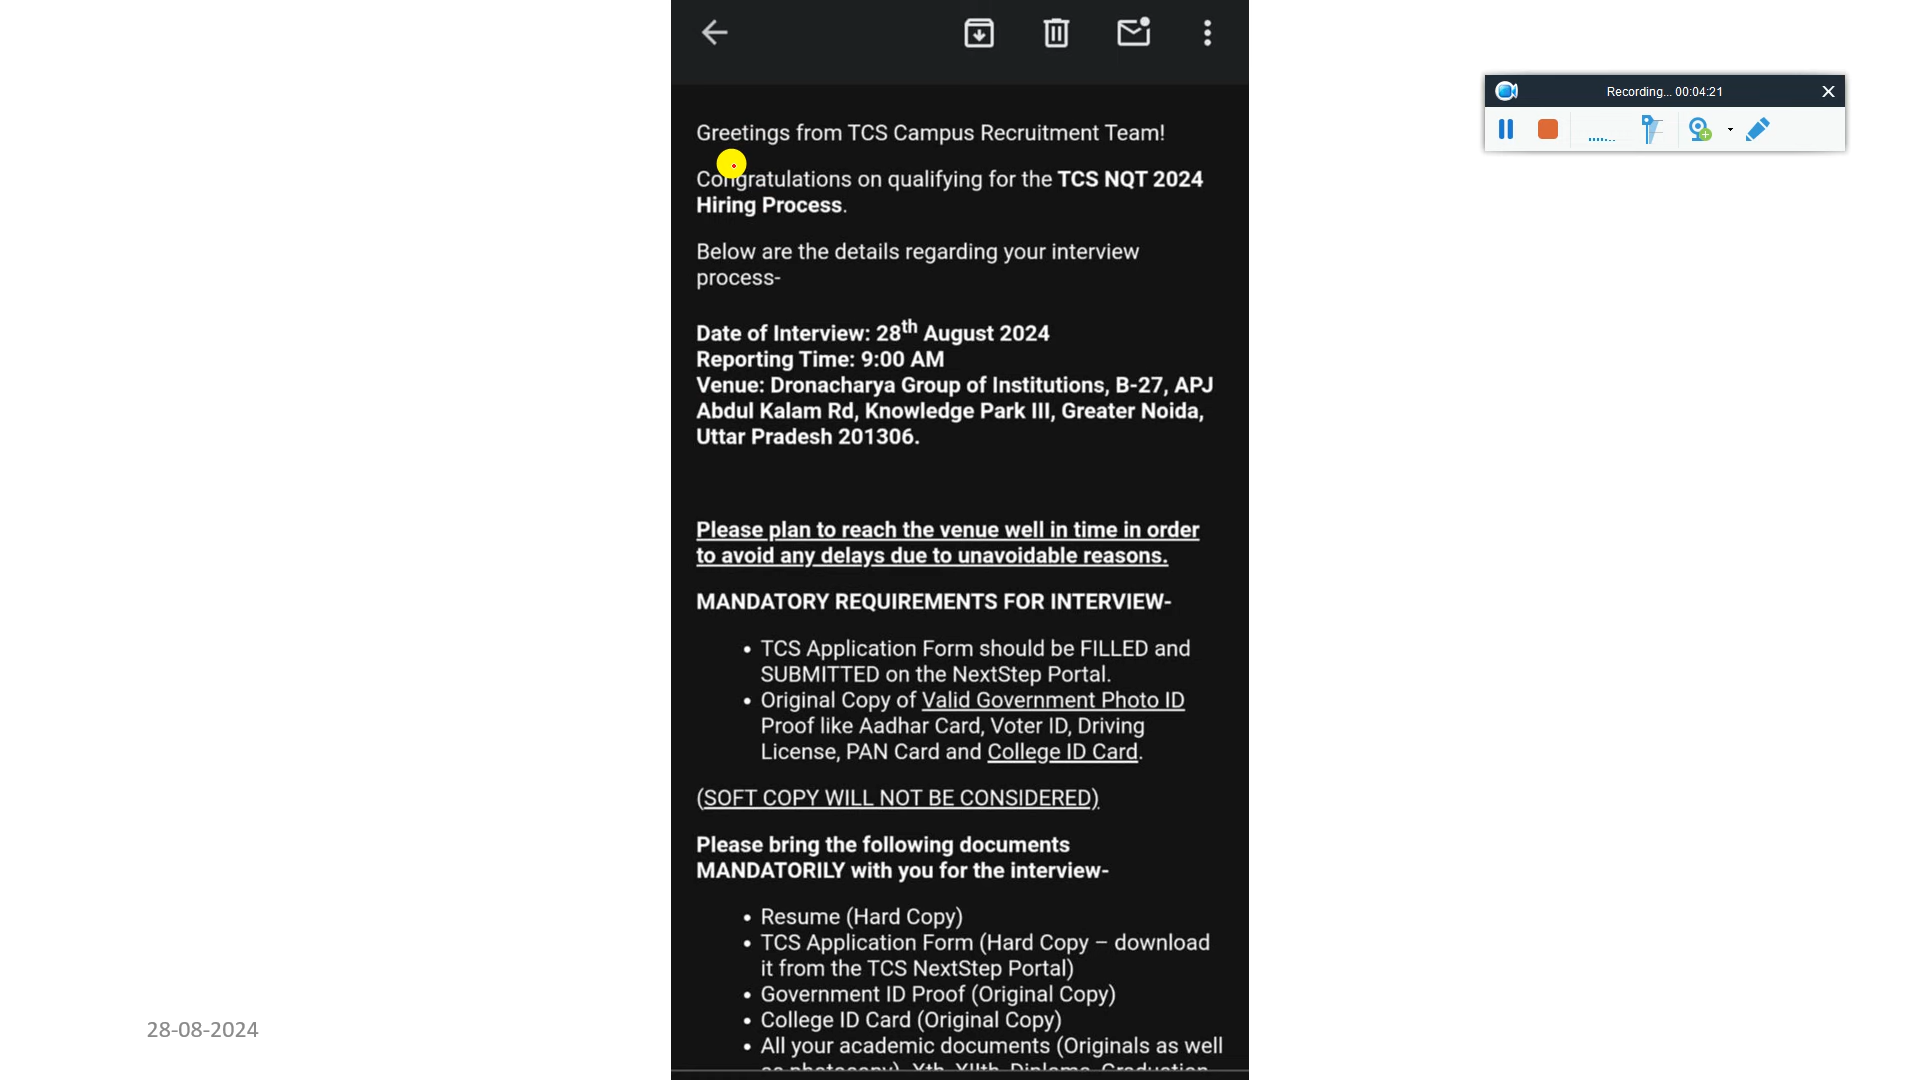 Recording... 00:04:21
Greetings from TCS Campus Recruitment Team!
Congratulations on qualifying for the TCS NQT 2024
Hiring Process.
Below are the details regarding your interview
process-
Date of Interview: 28th August 2024
Reporting Time: 9:00 AM
Venue: Dronacharya Group of Institutions, B-27, APJ
Abdul Kalam Rd, Knowledge Park III, Greater Noida,
Uttar Pradesh 201306.
Please plan to reach the venue well in time in order
to avoid any delays due to unavoidable reasons.
MANDATORY REQUIREMENTS FOR INTERVIEW-
• TCS Application Form should be FILLED and
SUBMITTED on the NextStep Portal.
• Original Copy of Valid Government Photo ID
Proof like Aadhar Card, Voter ID, Driving
License, PAN Card and College ID Card.
(SOFT COPY WILL NOT BE CONSIDERED)
Please bring the following documents
MANDATORILY with you for the interview-
• Resume (Hard Copy)
• TCS Application Form (Hard Copy – download
it from the TCS NextStep Portal)
• Government ID Proof (Original Copy)
• College ID Card (Original Copy)
• All your academic documents (Originals as well
as photocopy), Xth, XIIth, Diploma, Graduation,
28-08-2024